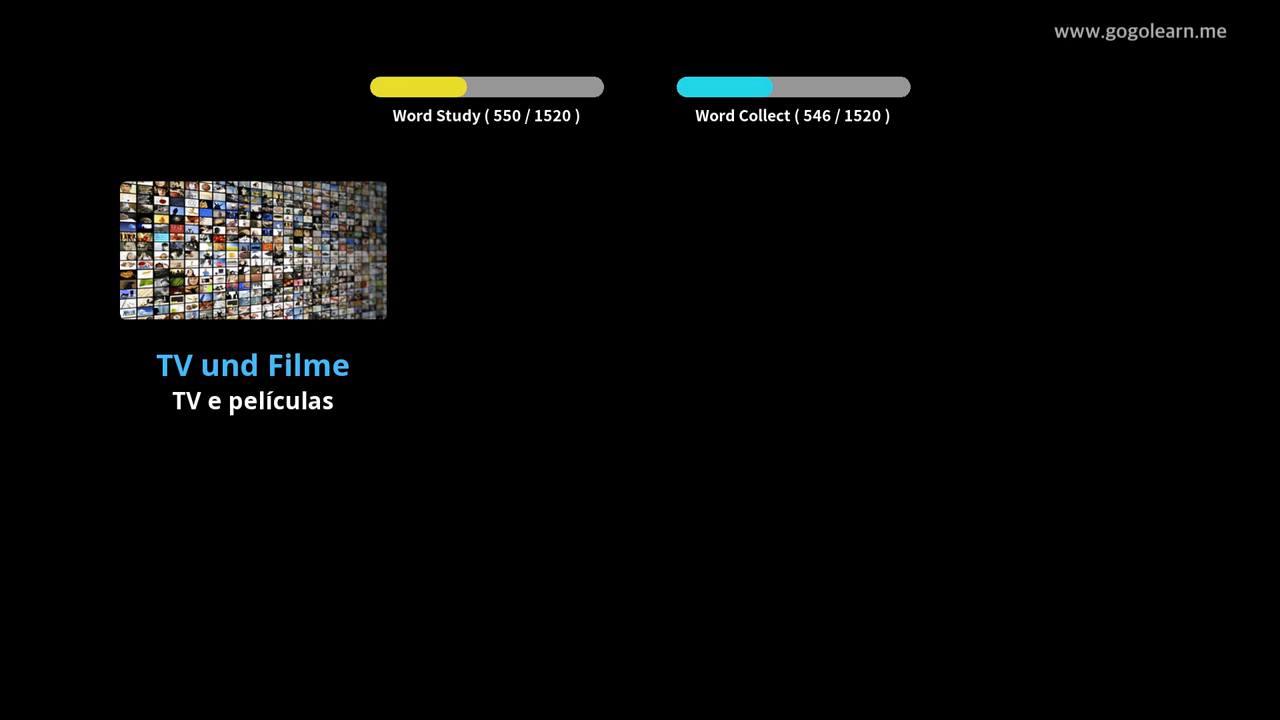 www.gogolearn.me
Word Study ( 550 / 1520 )
Word Collect ( 546 / 1520 )
TV und Filme
TV e películas